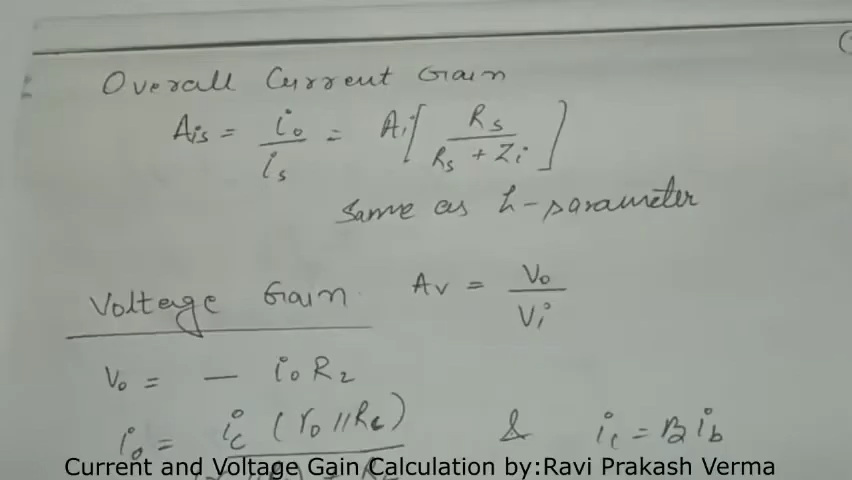 Overall Current Gain
Ais = io/is = Ai[Rs/(Rs + Zi)]
Same as h-parameter
Voltage Gain Av = Vo/Vi
Vo = - io RL
io = ic (ro // Rc) & ic = B ib
Current and Voltage Gain Calculation by:Ravi Prakash Verma